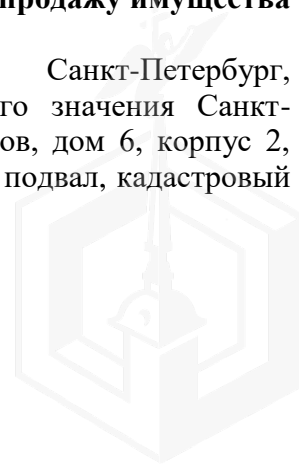 продажу имущества
Санкт-Петербург,
го значения Санкт-
ов, дом 6, корпус 2,
подвал, кадастровый